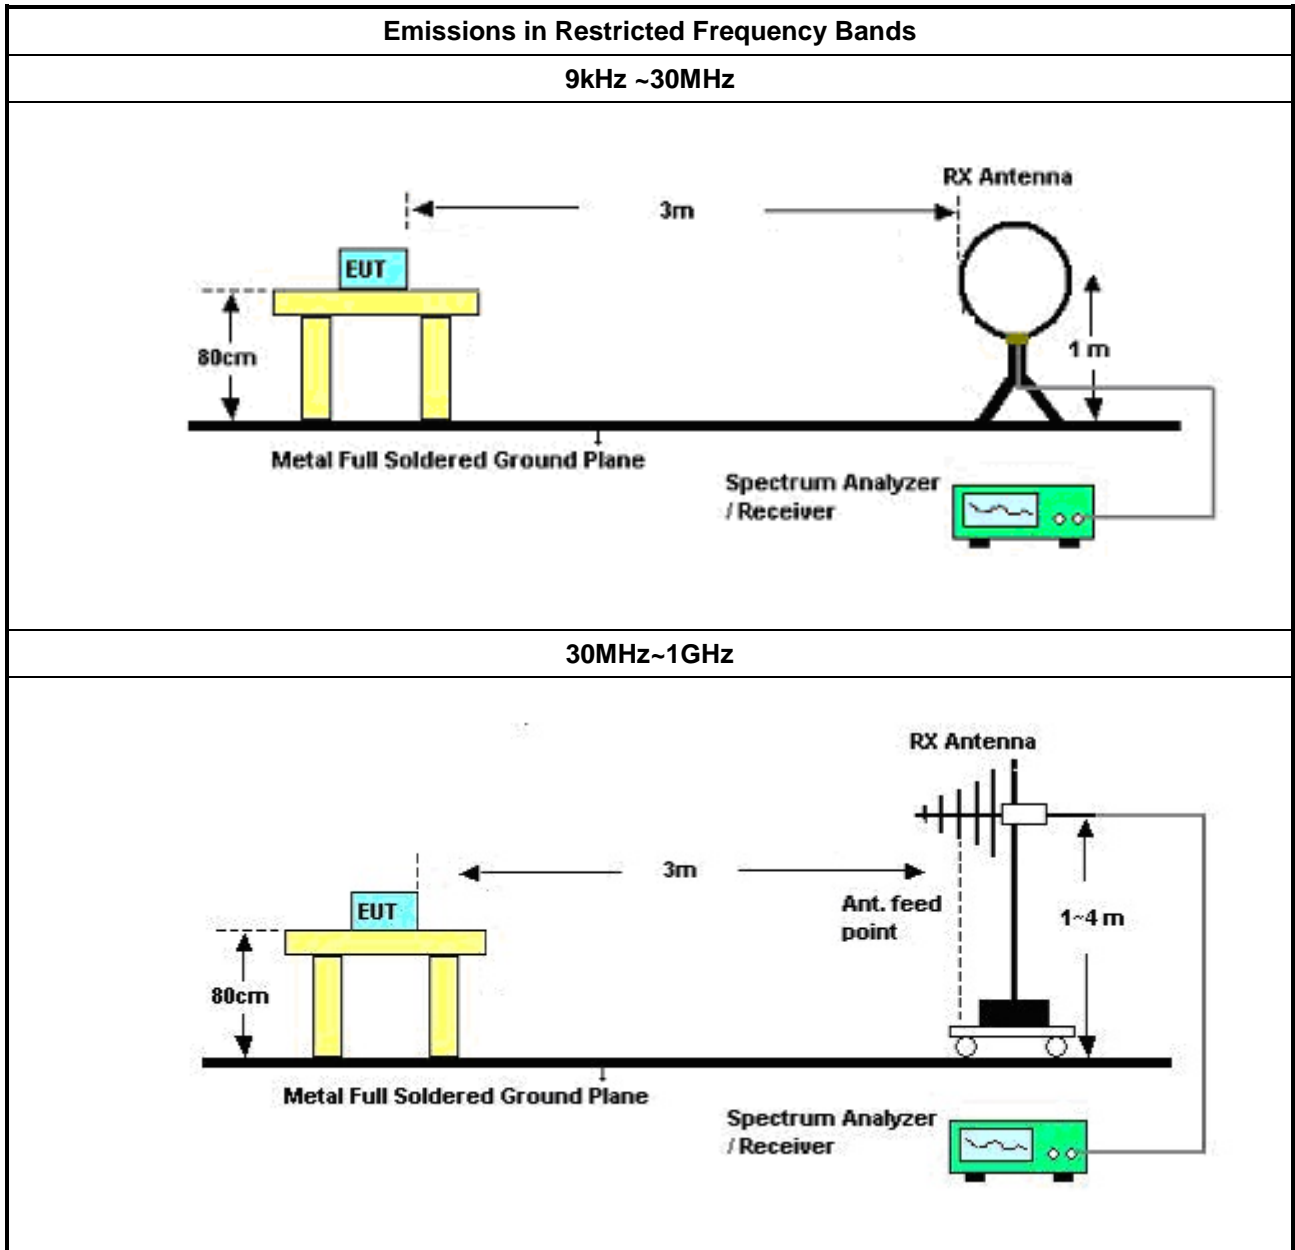 Emissions in Restricted Frequency Bands
9kHz ~30MHz
RX Antenna
3m
EUT
80cm
1 m
Metal Full Soldered Ground Plane
Spectrum Analyzer
/ Receiver
30MHz~1GHz
RX Antenna
3m
Ant. feed
point
1~4 m
EUT
80cm
Metal Full Soldered Ground Plane
Spectrum Analyzer
/ Receiver